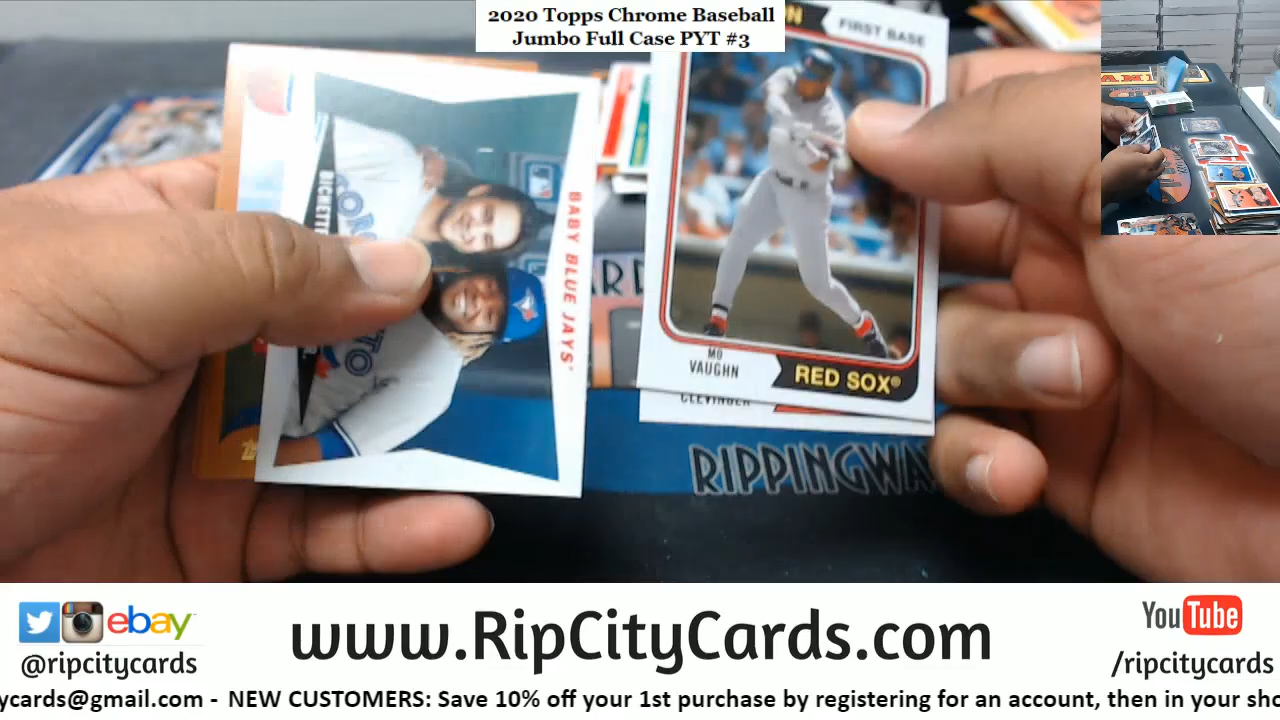 2020 Topps Chrome Baseball
Jumbo Full Case PYT #3
FIRST BASE
BICHETTE
BABY BLUE JAYS'
MO
VAUGHN
RED SOX®
CLEVINGER
RIPPINGWA
ebay
@ripcitycards
www.RipCityCards.com
YouTube
/ripcitycards
ycards@gmail.com - NEW CUSTOMERS: Save 10% off your 1st purchase by registering for an account, then in your sho